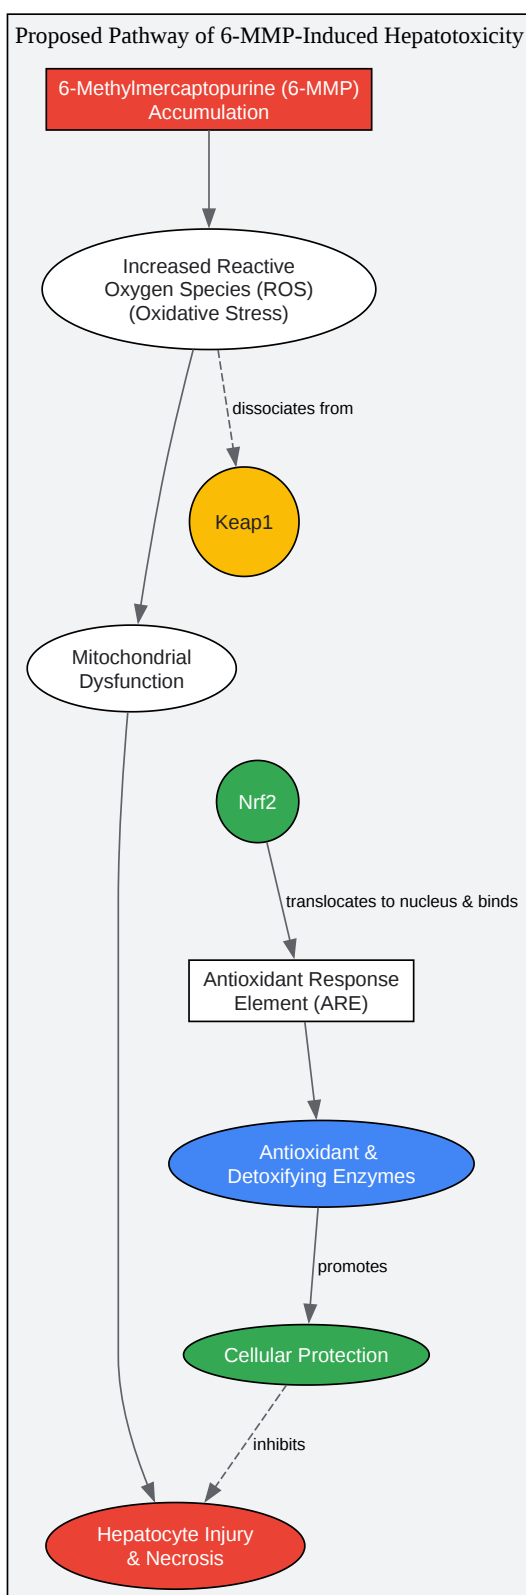 Proposed Pathway of 6-MMP-Induced Hepatotoxicity
6-Methylmercaptopurine (6-MMP)
Accumulation
Increased Reactive
Oxygen Species (ROS)
(Oxidative Stress)
dissociates from
Keap1
Mitochondrial
Dysfunction
Nrf2
translocates to nucleus & binds
Antioxidant Response
Element (ARE)
Antioxidant &
Detoxifying Enzymes
promotes
Cellular Protection
inhibits
Hepatocyte Injury
& Necrosis